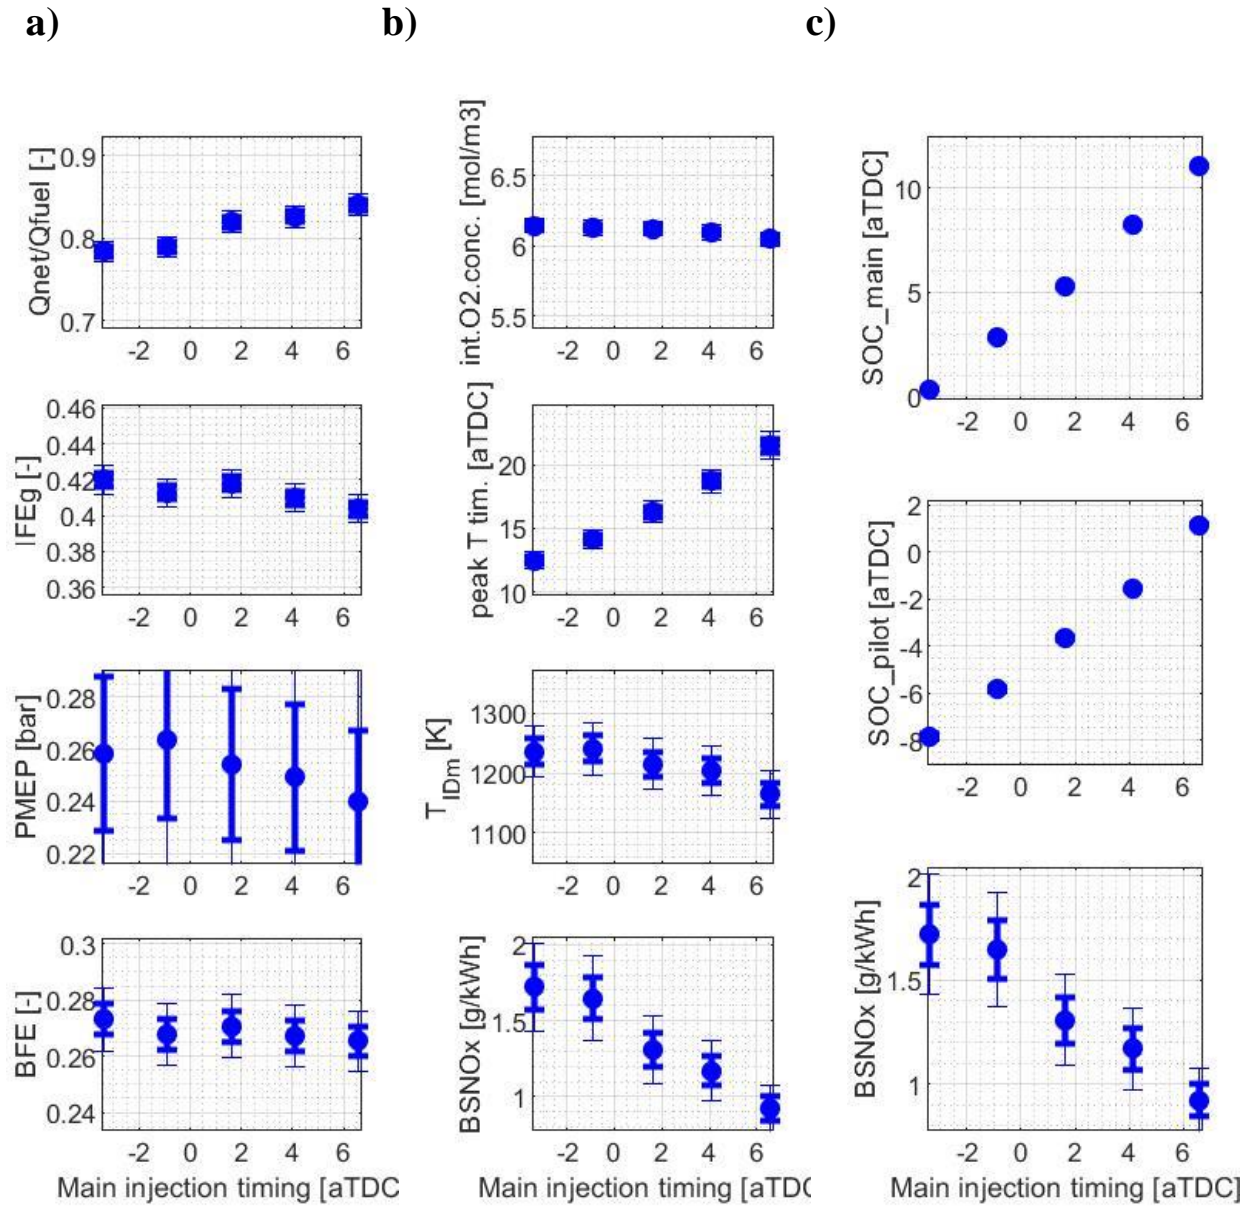 a)
b)
c)
Qnet/Qfuel [-]
0.9
0.8
0.7
-2 0 2 4 6
IFEg [-]
0.46
0.44
0.42
0.4
0.38
0.36
-2 0 2 4 6
PMEP [bar]
0.28
0.26
0.24
0.22
-2 0 2 4 6
BFE [-]
0.3
0.28
0.26
0.24
-2 0 2 4 6
Main injection timing [aTDC
int.O2.conc. [mol/m3]
6.5
6
5.5
-2 0 2 4 6
peak T tim. [aTDC]
20
15
10
-2 0 2 4 6
T_IDm [K]
1300
1200
1100
-2 0 2 4 6
BSNOx [g/kWh]
2
1.5
1
-2 0 2 4 6
Main injection timing [aTDC
SOC_main [aTDC]
10
5
0
-2 0 2 4 6
SOC_pilot [aTDC]
2
0
-2
-4
-6
-8
-2 0 2 4 6
BSNOx [g/kWh]
2
1.5
1
-2 0 2 4 6
Main injection timing [aTDC]